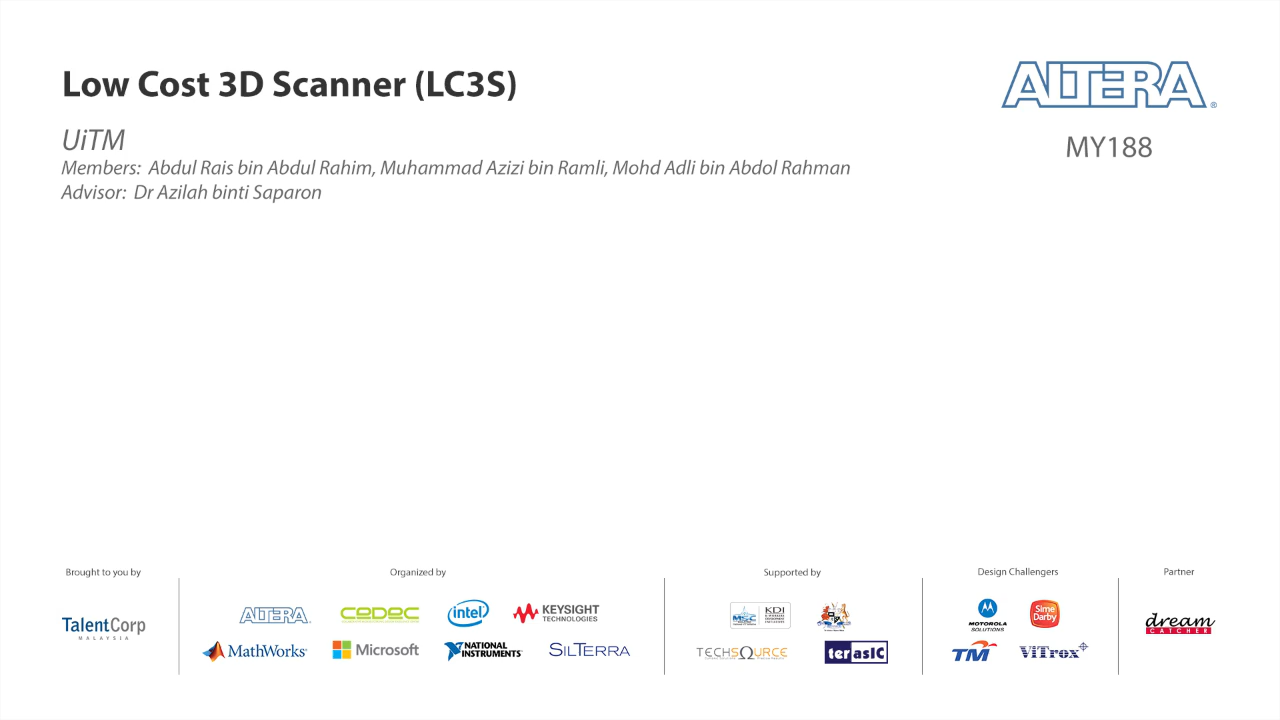 Low Cost 3D Scanner (LC3S)
ALTERA®
UiTM
MY188
Members: Abdul Rais bin Abdul Rahim, Muhammad Azizi bin Ramli, Mohd Adli bin Abdol Rahman
Advisor: Dr Azilah binti Saparon
Brought to you by
TalentCorp
MALAYSIA
Organized by
ALTERA
CEDEC
intel
KEYSIGHT
TECHNOLOGIES
MathWorks
Microsoft
NATIONAL
INSTRUMENTS
SILTERRA
Supported by
MSC
KDI
TECHSOURCE
terasIC
Design Challengers
MOTOROLA
SOLUTIONS
Sime
Darby
TM
ViTrox
Partner
dream
CATCHER